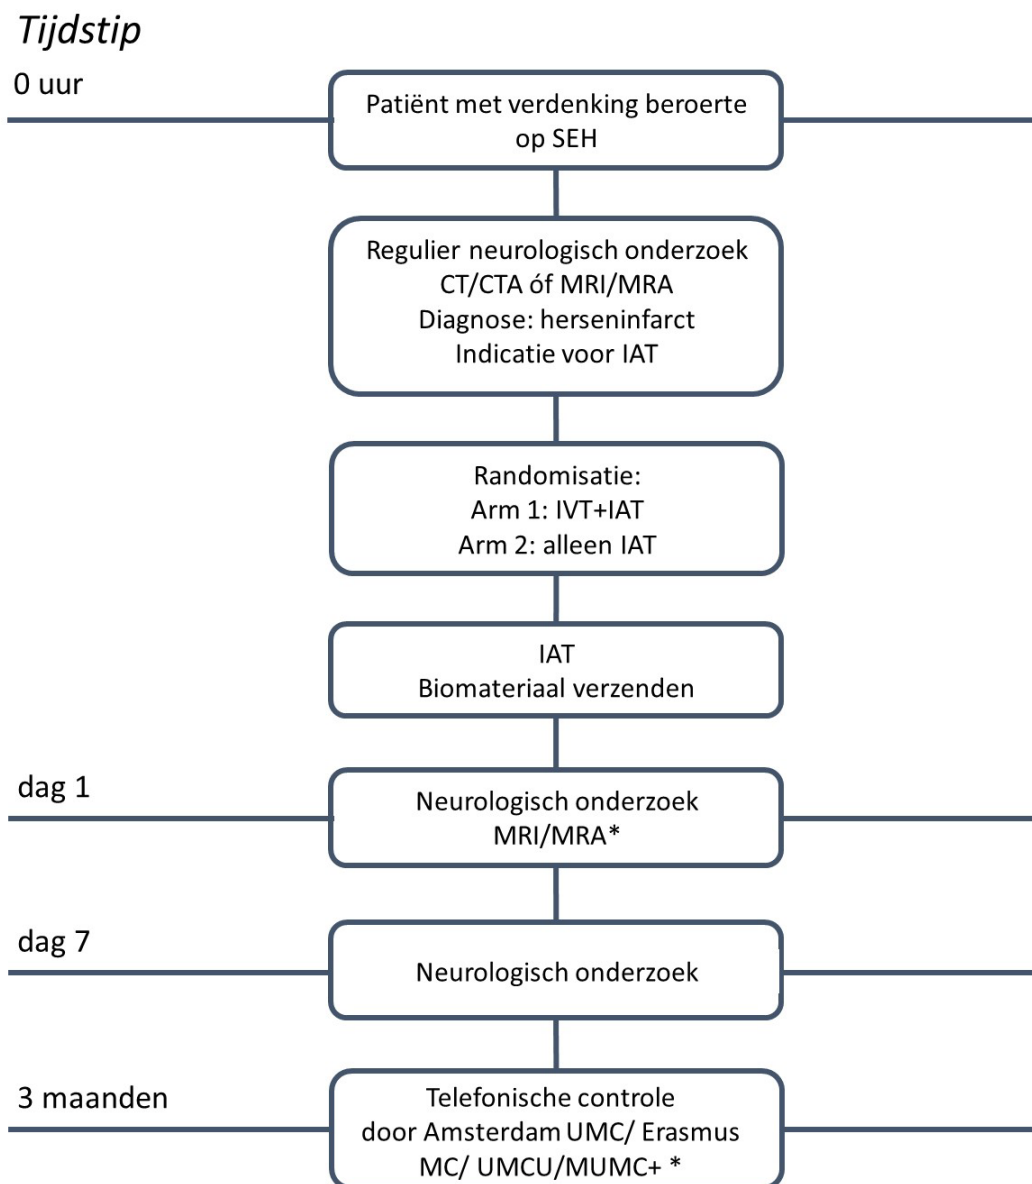 Tijdstip
0 uur
Patiënt met verdenking beroerte
op SEH
Regulier neurologisch onderzoek
CT/CTA óf MRI/MRA
Diagnose: herseninfarct
Indicatie voor IAT
Randomisatie:
Arm 1: IVT+IAT
Arm 2: alleen IAT
IAT
Biomateriaal verzenden
dag 1
Neurologisch onderzoek
MRI/MRA*
dag 7
Neurologisch onderzoek
3 maanden
Telefonische controle
door Amsterdam UMC/ Erasmus
MC/ UMCU/MUMC+ *